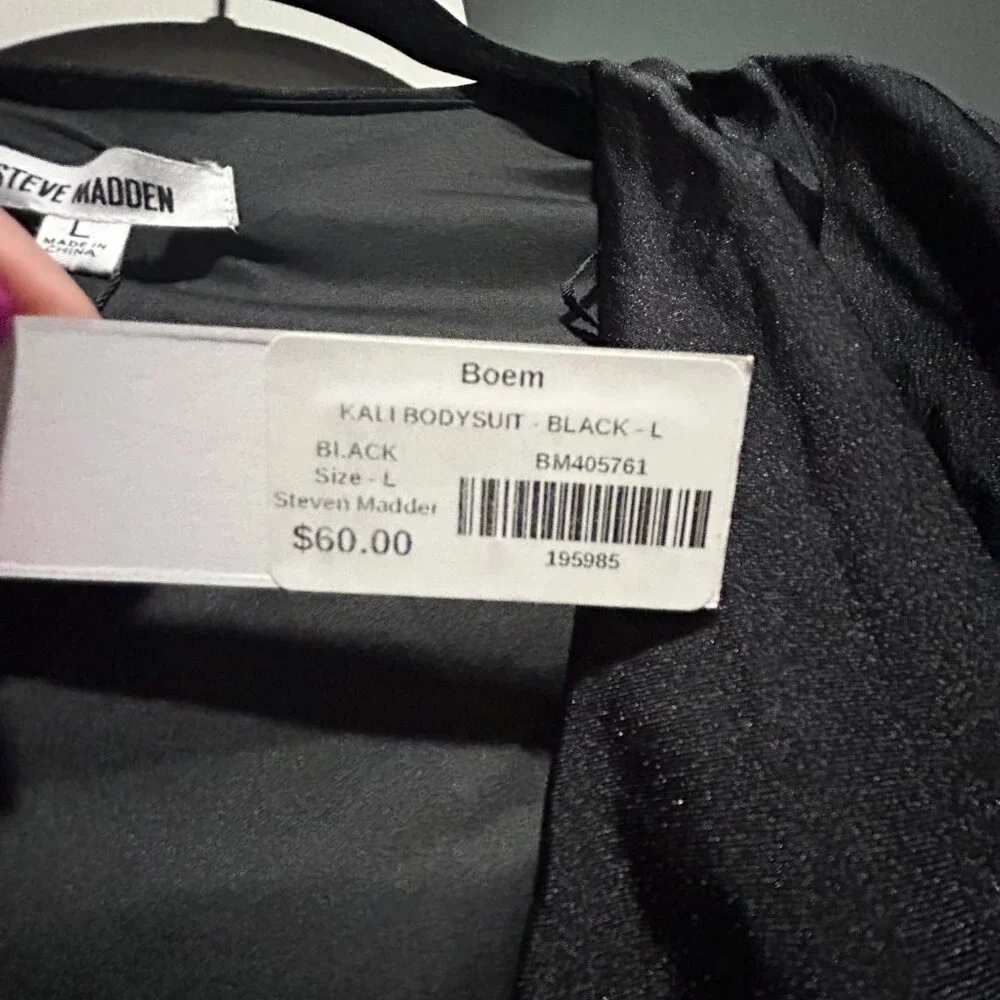 STEVE MADDEN
L
MADE IN
CHINA
Boem
KALI BODYSUIT - BLACK - L
BLACK
Size - L
Steven Madder
$60.00
BM405761
195985